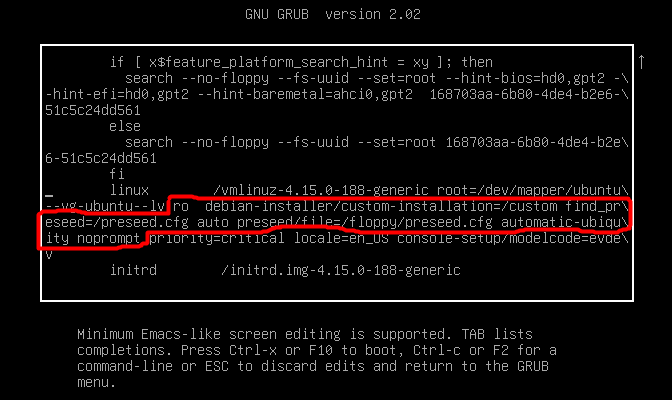 GNU GRUB  version 2.02
if [ x$feature_platform_search_hint = xy ]; then
search --no-floppy --fs-uuid --set=root --hint-bios=hd0,gpt2 -\
-hint-efi=hd0,gpt2 --hint-baremetal=ahci0,gpt2  168703aa-6b80-4de4-b2e6-\
51c5c24dd561
else
search --no-floppy --fs-uuid --set=root 168703aa-6b80-4de4-b2e\
6-51c5c24dd561
fi
linux        /vmlinuz-4.15.0-188-generic root=/dev/mapper/ubuntu\
--vg-ubuntu--lv ro  debian-installer/custom-installation=/custom find_pr\
eseed=/preseed.cfg auto preseed/file=/floppy/preseed.cfg automatic-ubiqu\
ity noprompt priority=critical locale=en_US console-setup/modelcode=evde\
v
initrd        /initrd.img-4.15.0-188-generic
Minimum Emacs-like screen editing is supported. TAB lists
completions. Press Ctrl-x or F10 to boot, Ctrl-c or F2 for a
command-line or ESC to discard edits and return to the GRUB
menu.